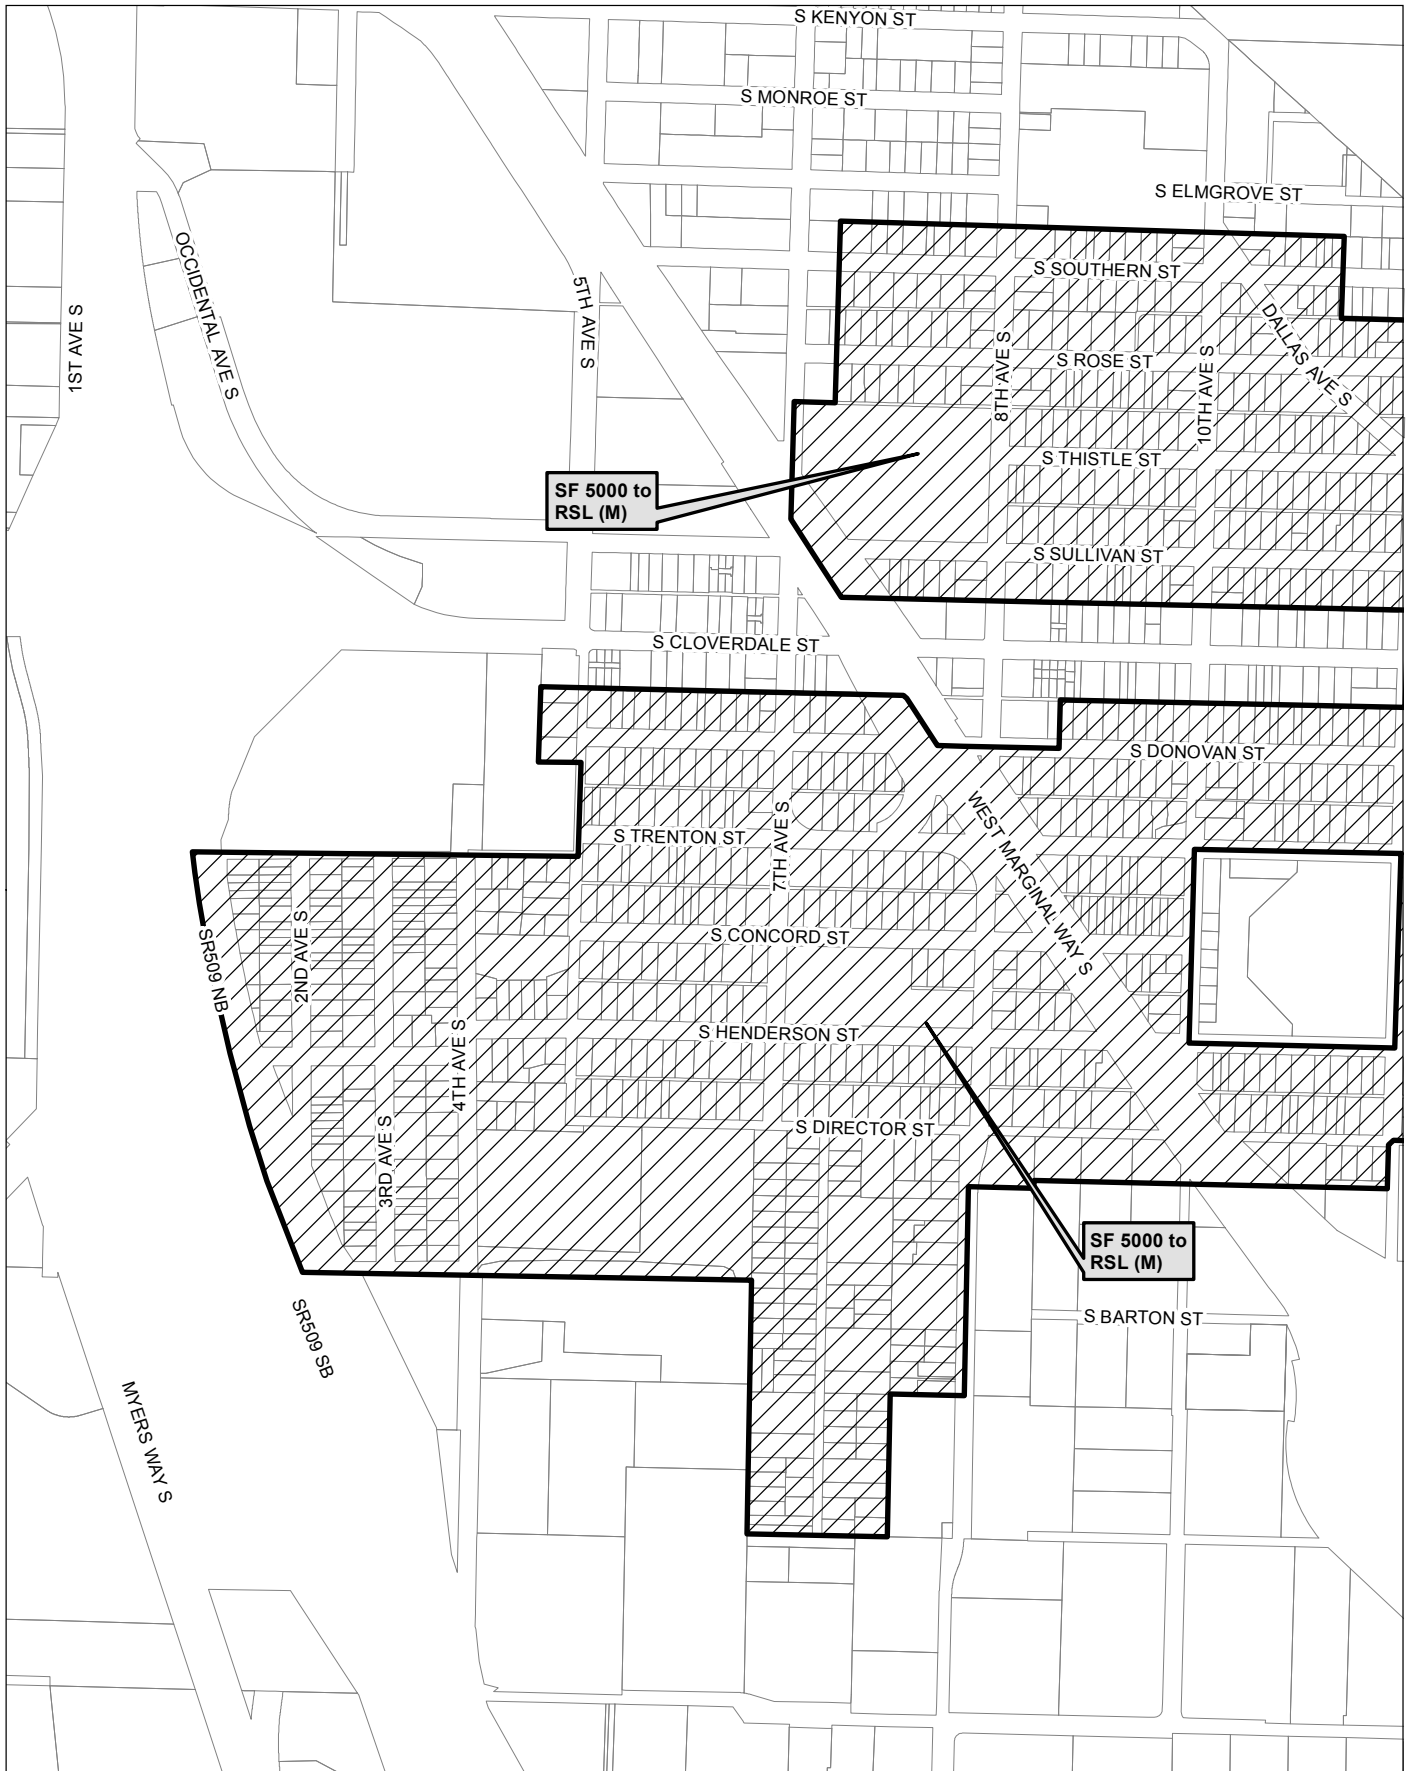 S KENYON ST
S MONROE ST
S ELMGROVE ST
OCCIDENTAL AVE S
5TH AVE S
S SOUTHERN ST
1ST AVE S
DALLAS AVE S
8TH AVE S
S ROSE ST
10TH AVE S
S THISTLE ST
SF 5000 to
RSL (M)
S SULLIVAN ST
S CLOVERDALE ST
S DONOVAN ST
WEST MARGINAL WAY S
7TH AVE S
S TRENTON ST
2ND AVE S
SR509 NB
S CONCORD ST
4TH AVE S
S HENDERSON ST
3RD AVE S
S DIRECTOR ST
SF 5000 to
RSL (M)
SR509 SB
S BARTON ST
MYERS WAY S